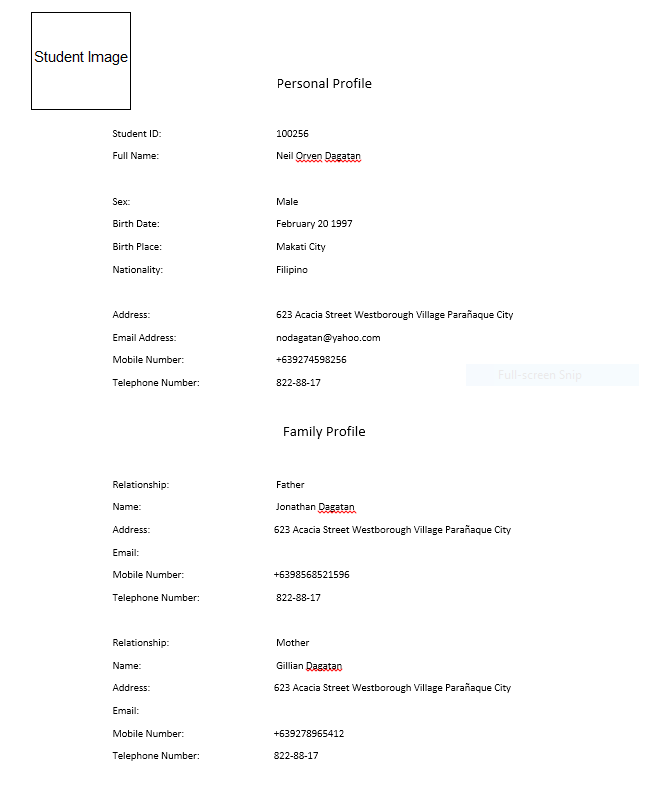 Student Image
Personal Profile
Student ID: 100256
Full Name: Neil Orven Dagatan
Sex: Male
Birth Date: February 20 1997
Birth Place: Makati City
Nationality: Filipino
Address: 623 Acacia Street Westborough Village Parañaque City
Email Address: nodagatan@yahoo.com
Mobile Number: +639274598256
Telephone Number: 822-88-17
Full-screen Snip
Family Profile
Relationship: Father
Name: Jonathan Dagatan
Address: 623 Acacia Street Westborough Village Parañaque City
Email:
Mobile Number: +6398568521596
Telephone Number: 822-88-17
Relationship: Mother
Name: Gillian Dagatan
Address: 623 Acacia Street Westborough Village Parañaque City
Email:
Mobile Number: +639278965412
Telephone Number: 822-88-17